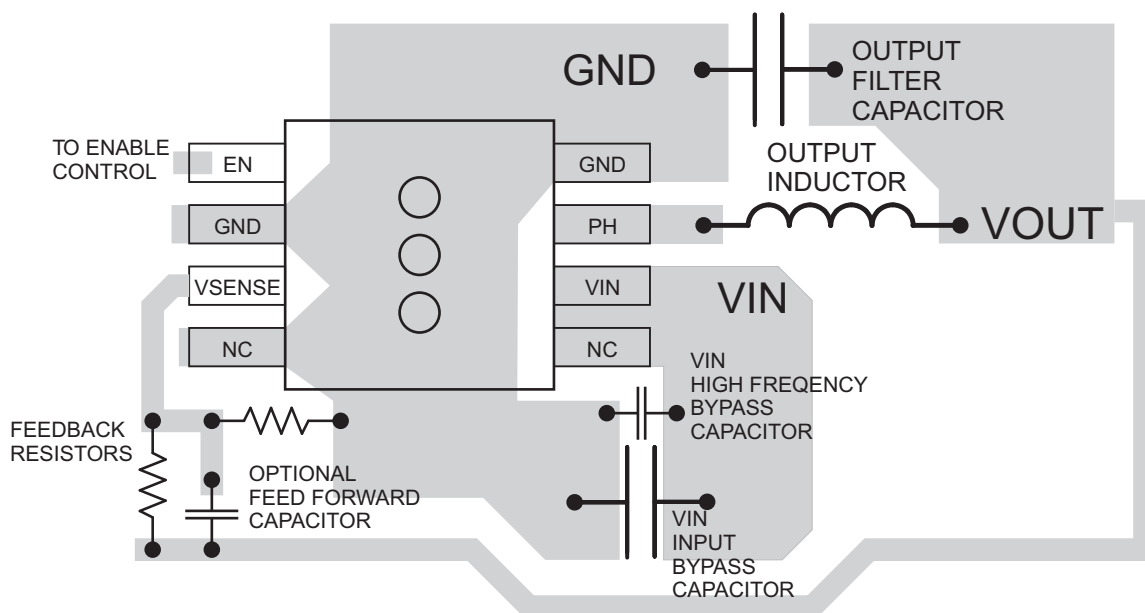 GND
OUTPUT
FILTER
CAPACITOR
TO ENABLE
CONTROL
EN
GND
OUTPUT
INDUCTOR
GND
PH
VOUT
VSENSE
VIN
VIN
NC
NC
VIN
HIGH FREQENCY
BYPASS
CAPACITOR
FEEDBACK
RESISTORS
OPTIONAL
FEED FORWARD
CAPACITOR
VIN
INPUT
BYPASS
CAPACITOR